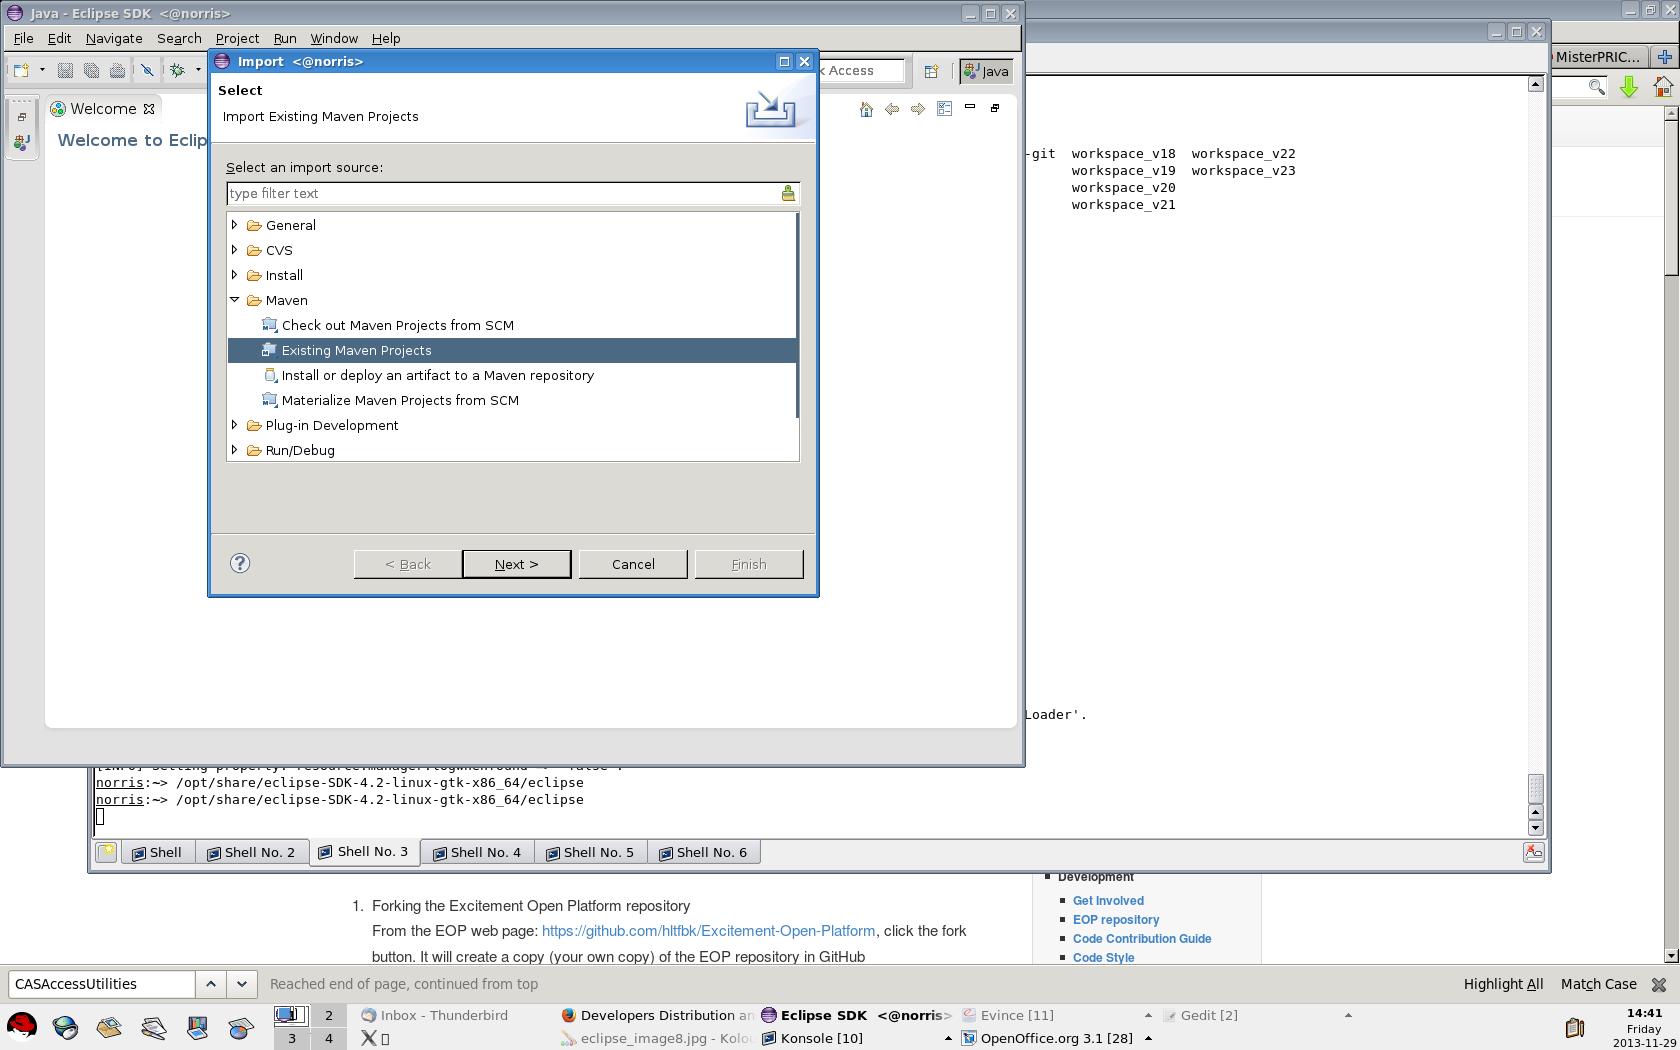 Java - Eclipse SDK <@norris>
File Edit Navigate Search Project Run Window Help
Import <@norris>
MisterPRIC...
Access
Java
Select
Import Existing Maven Projects
Welcome
Welcome to Eclip
Select an import source:
type filter text
General
CVS
Install
Maven
Check out Maven Projects from SCM
Existing Maven Projects
Install or deploy an artifact to a Maven repository
Materialize Maven Projects from SCM
Plug-in Development
Run/Debug
< Back
Next >
Cancel
Finish
-git workspace_v18 workspace_v22
workspace_v19 workspace_v23
workspace_v20
workspace_v21
Loader'.
norris:~> /opt/share/eclipse-SDK-4.2-linux-gtk-x86_64/eclipse
norris:~> /opt/share/eclipse-SDK-4.2-linux-gtk-x86_64/eclipse
Shell Shell No. 2 Shell No. 3 Shell No. 4 Shell No. 5 Shell No. 6
1. Forking the Excitement Open Platform repository
From the EOP web page: https://github.com/hltfbk/Excitement-Open-Platform, click the fork
button. It will create a copy (your own copy) of the EOP repository in GitHub
Development
Get Involved
EOP repository
Code Contribution Guide
Code Style
CASAccessUtilities
Reached end of page, continued from top
Highlight All Match Case
2
3 4
Inbox - Thunderbird
Developers Distribution an
Eclipse SDK <@norris>
Evince [11]
Gedit [2]
X
eclipse_image8.jpg - Kolou
Konsole [10]
OpenOffice.org 3.1 [28]
14:41
Friday
2013-11-29